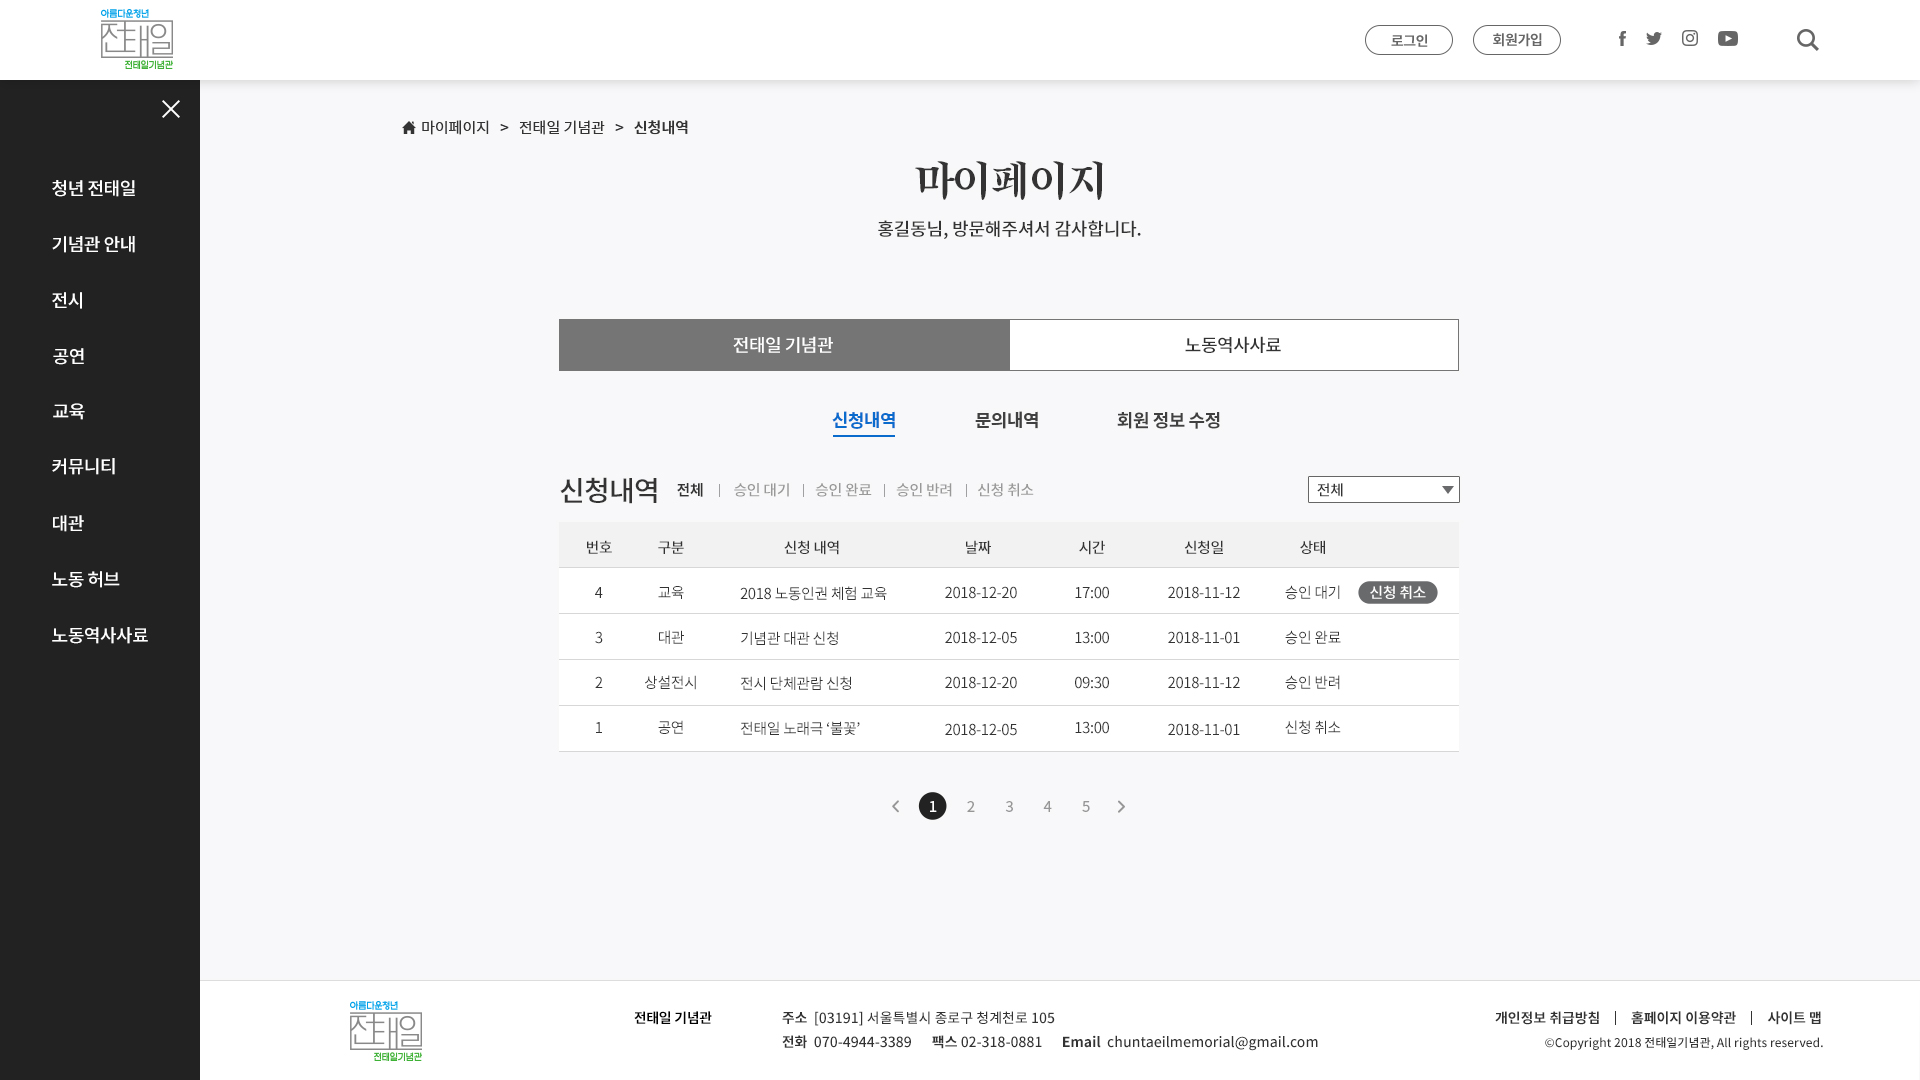 아름다운청년
전태일
전태일기념관
로그인
회원가입
마이페이지 > 전태일 기념관 > 신청내역
청년 전태일
기념관 안내
전시
공연
교육
커뮤니티
대관
노동 허브
노동역사사료
마이페이지
홍길동님, 방문해주셔서 감사합니다.
전태일 기념관
노동역사사료
신청내역
문의내역
회원 정보 수정
신청내역 전체 | 승인 대기 | 승인 완료 | 승인 반려 | 신청 취소
전체
번호 구분 신청 내역 날짜 시간 신청일 상태
4 교육 2018 노동인권 체험 교육 2018-12-20 17:00 2018-11-12 승인 대기 신청 취소
3 대관 기념관 대관 신청 2018-12-05 13:00 2018-11-01 승인 완료
2 상설전시 전시 단체관람 신청 2018-12-20 09:30 2018-11-12 승인 반려
1 공연 전태일 노래극 ‘불꽃’ 2018-12-05 13:00 2018-11-01 신청 취소
1 2 3 4 5
아름다운청년
전태일
전태일기념관
전태일 기념관
주소 [03191] 서울특별시 종로구 청계천로 105
전화 070-4944-3389 팩스 02-318-0881 Email chuntaeilmemorial@gmail.com
개인정보 취급방침 | 홈페이지 이용약관 | 사이트 맵
©Copyright 2018 전태일기념관, All rights reserved.